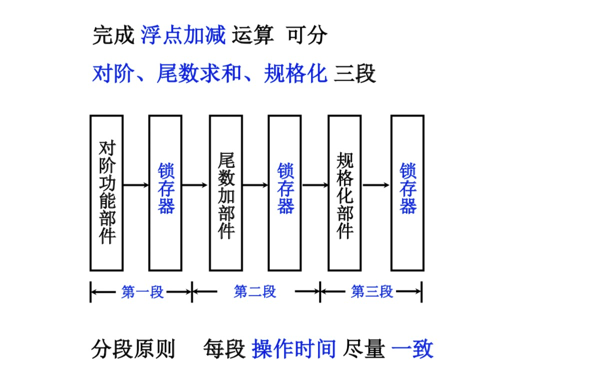 完成 浮点加减 运算 可分
对阶、尾数求和、规格化 三段
对阶功能部件
锁存器
尾数加部件
锁存器
规格化部件
锁存器
第一段
第二段
第三段
分段原则 每段 操作时间 尽量 一致